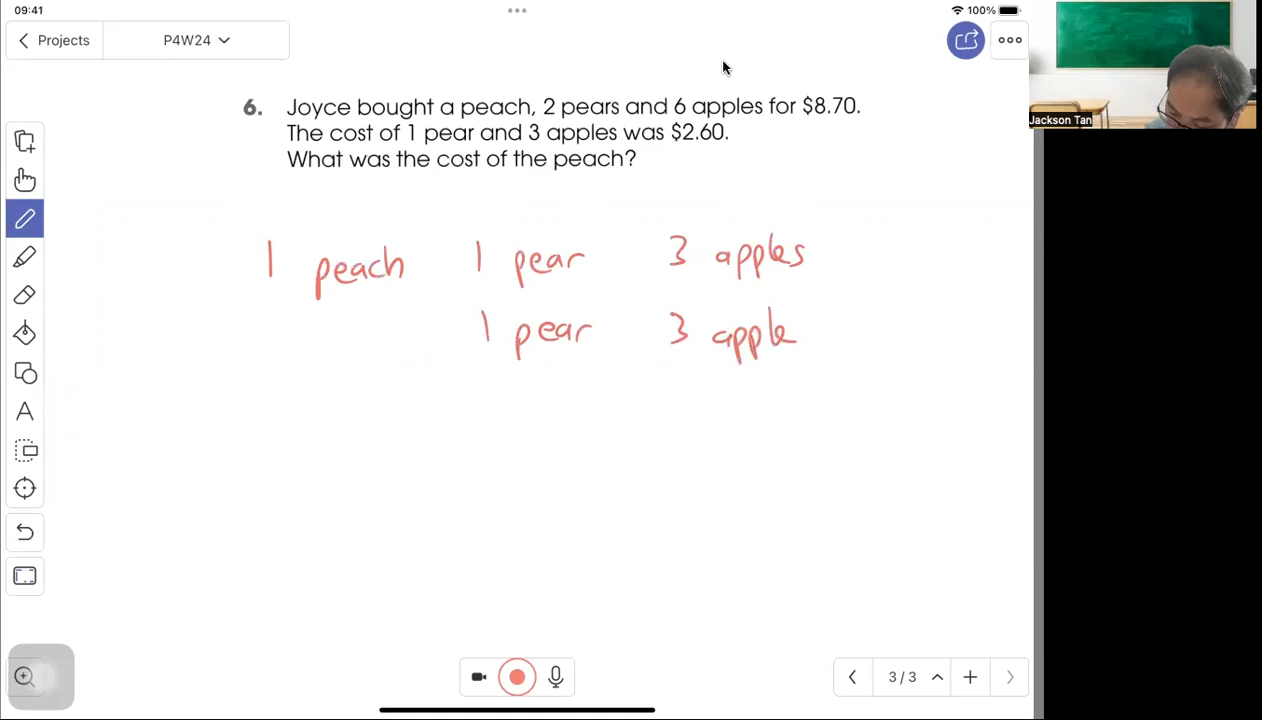 09:41
100%
Projects
P4W24
Jackson Tan
6. Joyce bought a peach, 2 pears and 6 apples for $8.70.
The cost of 1 pear and 3 apples was $2.60.
What was the cost of the peach?
1 peach 1 pear 3 apples
1 pear 3 apple
A
3 / 3